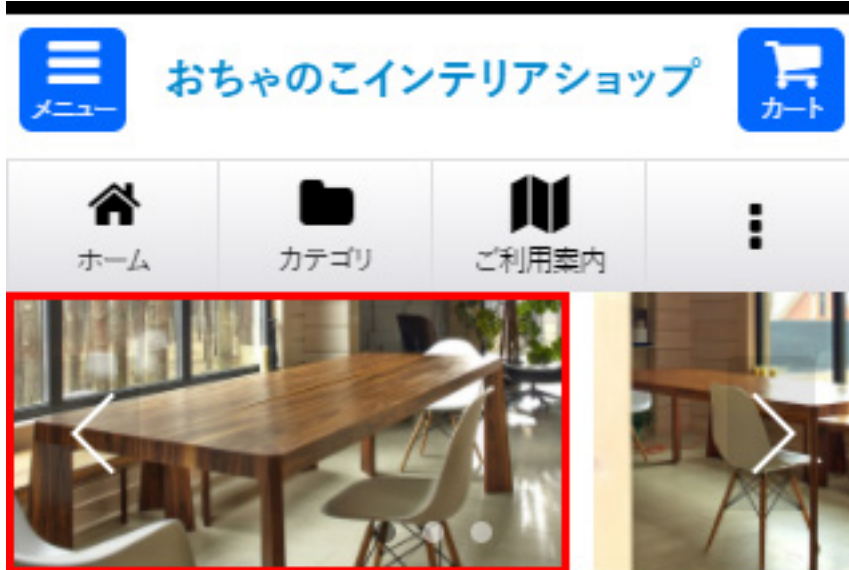 おちゃのこインテリアショップ
メニュー
カート
ホーム
カテゴリ
ご利用案内